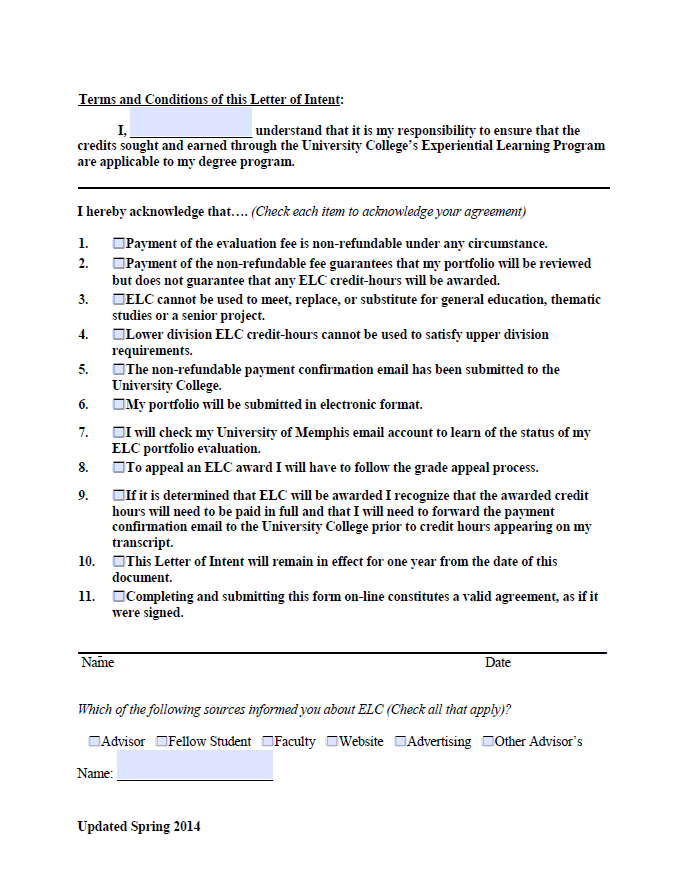 Terms and Conditions of this Letter of Intent:
I, understand that it is my responsibility to ensure that the
credits sought and earned through the University College's Experiential Learning Program
are applicable to my degree program.
I hereby acknowledge that…. (Check each item to acknowledge your agreement)
1. Payment of the evaluation fee is non-refundable under any circumstance.
2. Payment of the non-refundable fee guarantees that my portfolio will be reviewed
but does not guarantee that any ELC credit-hours will be awarded.
3. ELC cannot be used to meet, replace, or substitute for general education, thematic
studies or a senior project.
4. Lower division ELC credit-hours cannot be used to satisfy upper division
requirements.
5. The non-refundable payment confirmation email has been submitted to the
University College.
6. My portfolio will be submitted in electronic format.
7. I will check my University of Memphis email account to learn of the status of my
ELC portfolio evaluation.
8. To appeal an ELC award I will have to follow the grade appeal process.
9. If it is determined that ELC will be awarded I recognize that the awarded credit
hours will need to be paid in full and that I will need to forward the payment
confirmation email to the University College prior to credit hours appearing on my
transcript.
10. This Letter of Intent will remain in effect for one year from the date of this
document.
11. Completing and submitting this form on-line constitutes a valid agreement, as if it
were signed.
Name Date
Which of the following sources informed you about ELC (Check all that apply)?
Advisor Fellow Student Faculty Website Advertising Other Advisor's
Name:
Updated Spring 2014